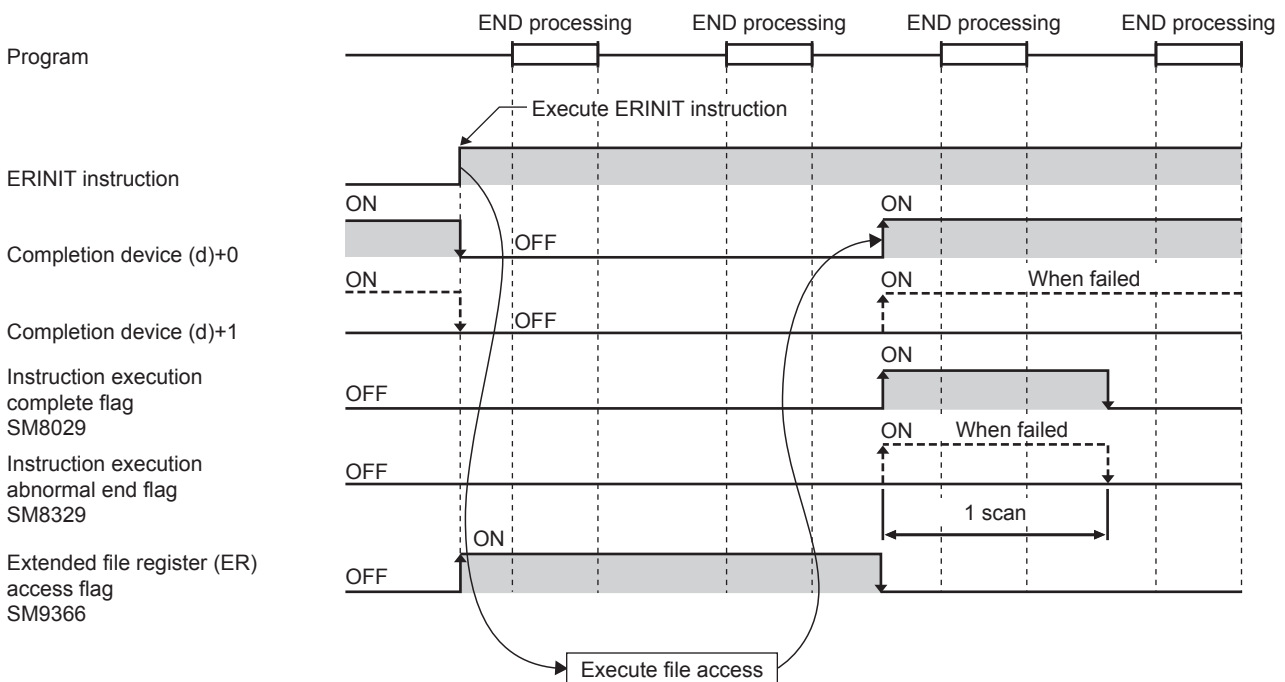 END processing END processing END processing END processing
Program
Execute ERINIT instruction
ERINIT instruction
ON ON
Completion device (d)+0 OFF
ON ON When failed
Completion device (d)+1 OFF
ON
Instruction execution
complete flag OFF
SM8029
ON When failed
Instruction execution
abnormal end flag OFF
SM8329
1 scan
ON
Extended file register (ER)
access flag OFF
SM9366
Execute file access